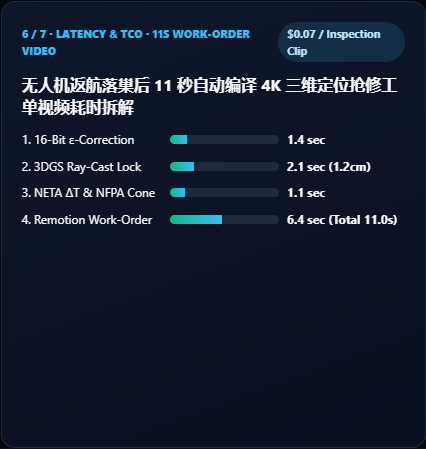 6 / 7 · LATENCY & TCO · 11S WORK-ORDER
VIDEO
$0.07 / Inspection
Clip
无人机返航落巢后 11 秒自动编译 4K 三维定位抢修工
单视频耗时拆解
1. 16-Bit ε-Correction 1.4 sec
2. 3DGS Ray-Cast Lock 2.1 sec (1.2cm)
3. NETA ΔT & NFPA Cone 1.1 sec
4. Remotion Work-Order 6.4 sec (Total 11.0s)